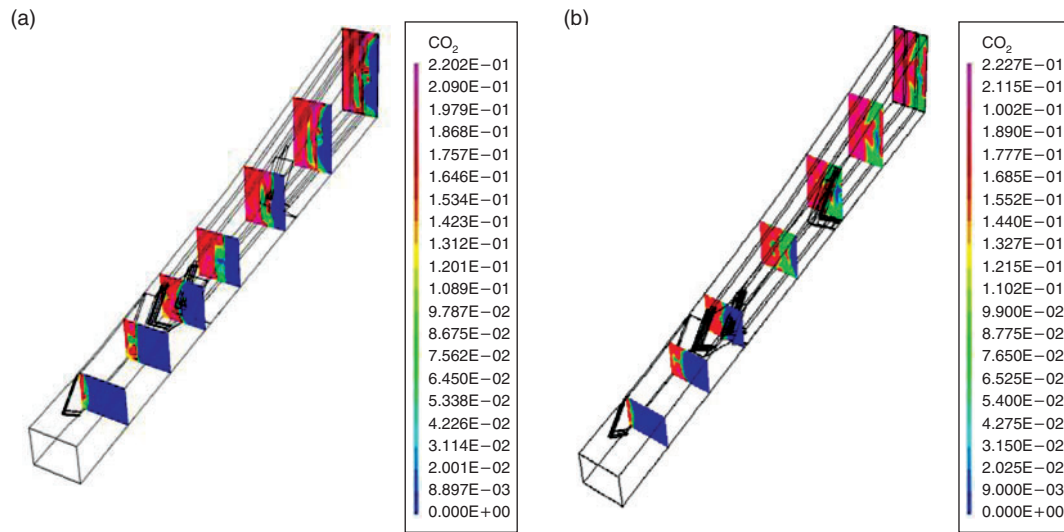 (a)
CO2
2.202E−01
2.090E−01
1.979E−01
1.868E−01
1.757E−01
1.646E−01
1.534E−01
1.423E−01
1.312E−01
1.201E−01
1.089E−01
9.787E−02
8.675E−02
7.562E−02
6.450E−02
5.338E−02
4.226E−02
3.114E−02
2.001E−02
8.897E−03
0.000E+00
(b)
CO2
2.227E−01
2.115E−01
1.002E−01
1.890E−01
1.777E−01
1.685E−01
1.552E−01
1.440E−01
1.327E−01
1.215E−01
1.102E−01
9.900E−02
8.775E−02
7.650E−02
6.525E−02
5.400E−02
4.275E−02
3.150E−02
2.025E−02
9.000E−03
0.000E+00